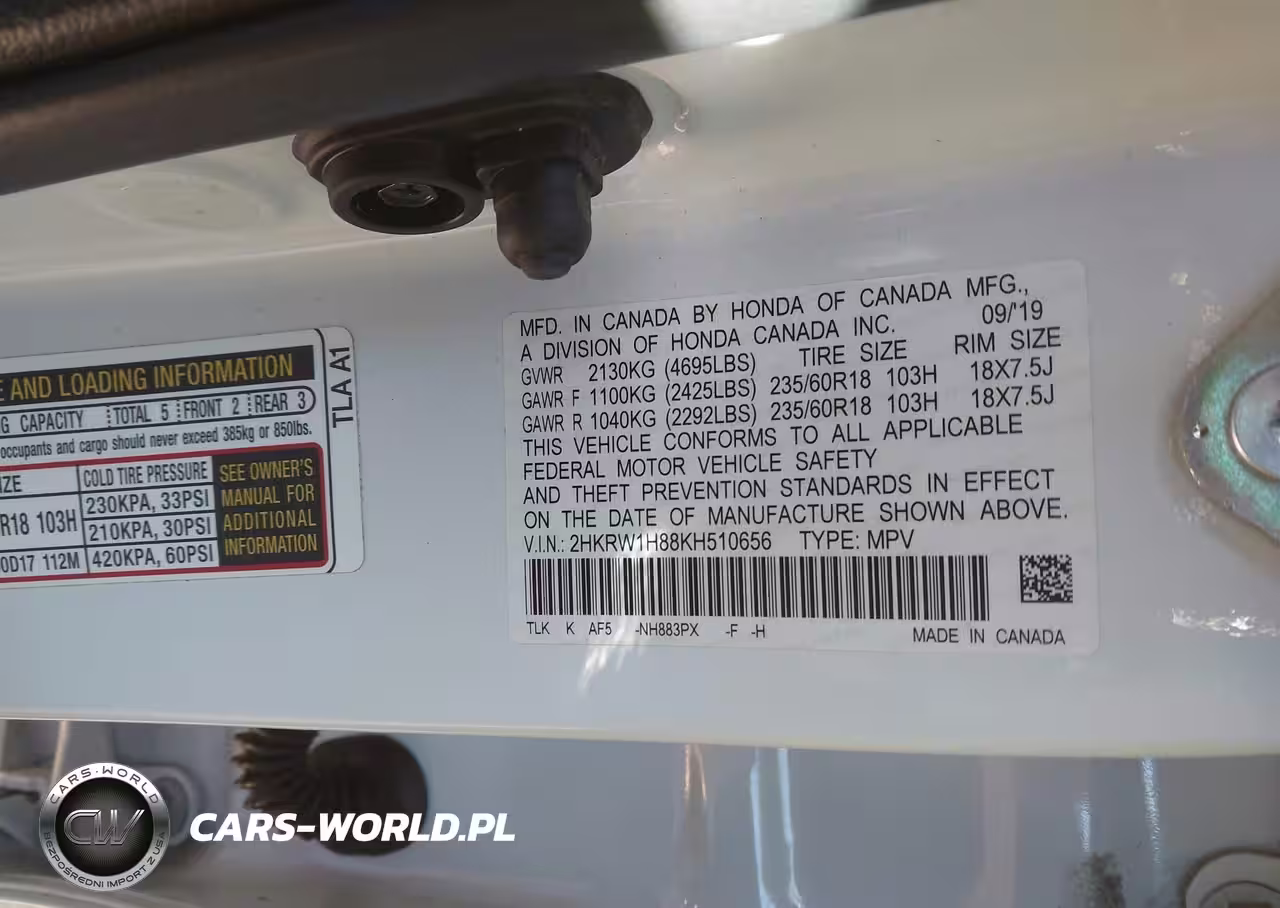 E AND LOADING INFORMATION
G CAPACITY TOTAL 5 FRONT 2 REAR 3
occupants and cargo should never exceed 385kg or 850lbs.
IZE COLD TIRE PRESSURE
R18 103H 230KPA, 33PSI
210KPA, 30PSI
0D17 112M 420KPA, 60PSI
SEE OWNER'S
MANUAL FOR
ADDITIONAL
INFORMATION
TLA A1
MFD. IN CANADA BY HONDA OF CANADA MFG.,
A DIVISION OF HONDA CANADA INC. 09/'19
GVWR 2130KG (4695LBS) TIRE SIZE RIM SIZE
GAWR F 1100KG (2425LBS) 235/60R18 103H 18X7.5J
GAWR R 1040KG (2292LBS) 235/60R18 103H 18X7.5J
THIS VEHICLE CONFORMS TO ALL APPLICABLE
FEDERAL MOTOR VEHICLE SAFETY
AND THEFT PREVENTION STANDARDS IN EFFECT
ON THE DATE OF MANUFACTURE SHOWN ABOVE.
V.I.N.: 2HKRW1H88KH510656 TYPE: MPV
TLK K AF5 -NH883PX -F -H
MADE IN CANADA
CARS-WORLD
CW
BEZPOŚREDNI IMPORT Z USA
CARS-WORLD.PL